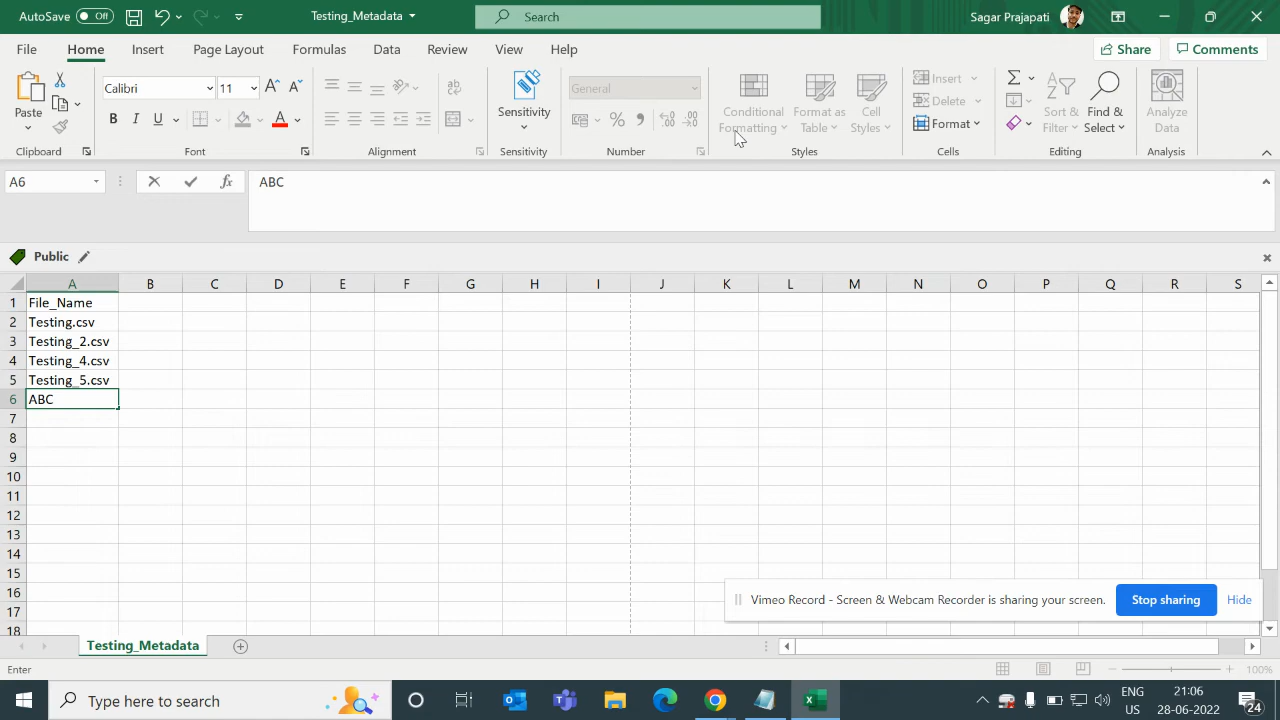 AutoSave Off Testing_Metadata Search Sagar Prajapati
File Home Insert Page Layout Formulas Data Review View Help Share Comments
Paste
Clipboard
Calibri 11
B I U
Font
Alignment
Sensitivity
Sensitivity
General
%
Number
Conditional Formatting
Format as Table
Cell Styles
Styles
Insert
Delete
Format
Cells
Sort & Filter
Find & Select
Editing
Analyze Data
Analysis
A6 fx ABC
Public
A B C D E F G H I J K L M N O P Q R S
1 File_Name
2 Testing.csv
3 Testing_2.csv
4 Testing_4.csv
5 Testing_5.csv
6 ABC
7
8
9
10
11
12
13
14
15
16
17
18
Vimeo Record - Screen & Webcam Recorder is sharing your screen. Stop sharing Hide
Testing_Metadata
Enter 100%
Type here to search
ENG
US
21:06
28-06-2022
24